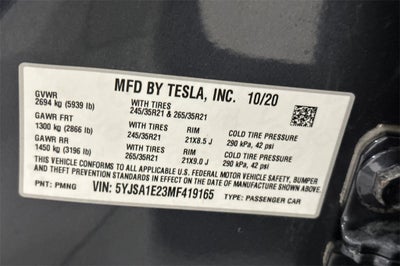 MFD BY TESLA, INC. 10/20
GVWR
2694 kg (5939 lb)
WITH TIRES
245/35R21 & 265/35R21
GAWR FRT
1300 kg (2866 lb)
WITH TIRES
245/35R21
RIM
21X8.5 J
COLD TIRE PRESSURE
290 kPa, 42 psi
GAWR RR
1450 kg (3196 lb)
WITH TIRES
265/35R21
RIM
21X9.0 J
COLD TIRE PRESSURE
290 kPa, 42 psi
THIS VEHICLE CONFORMS TO ALL APPLICABLE U.S. FEDERAL MOTOR VEHICLE SAFETY, BUMPER
AND THEFT PREVENTION STANDARDS IN EFFECT ON THE DATE OF MANUFACTURE SHOWN ABOVE.
PNT: PMNG
VIN: 5YJSA1E23MF419165
TYPE: PASSENGER CAR